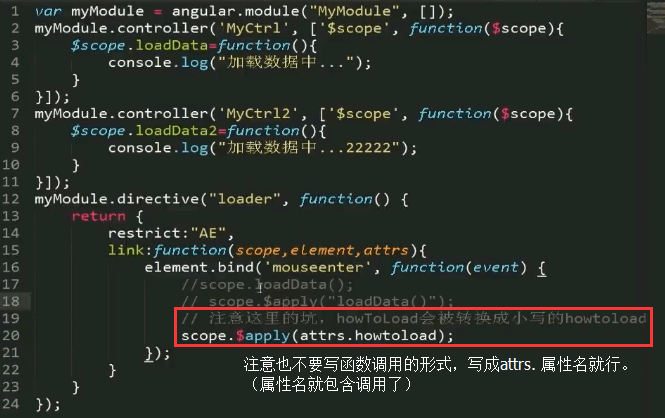 1 var myModule = angular.module("MyModule", []);
2 myModule.controller('MyCtrl', ['$scope', function($scope){
3 $scope.loadData=function(){
4 console.log("加载数据中...");
5 }
6 }]);
7 myModule.controller('MyCtrl2', ['$scope', function($scope){
8 $scope.loadData2=function(){
9 console.log("加载数据中...22222");
10 }
11 }]);
12 myModule.directive("loader", function() {
13 return {
14 restrict:"AE",
15 link:function(scope,element,attrs){
16 element.bind('mouseenter', function(event) {
17 //scope.loadData();
18 // scope.$apply("loadData()");
19 // 注意这里的坑，howToLoad会被转换成小写的howtoload
20 scope.$apply(attrs.howtoload);
21 });
注意也不要写函数调用的形式，写成attrs. 属性名就行。
22 }
（属性名就包含调用了）
23 }
24 });